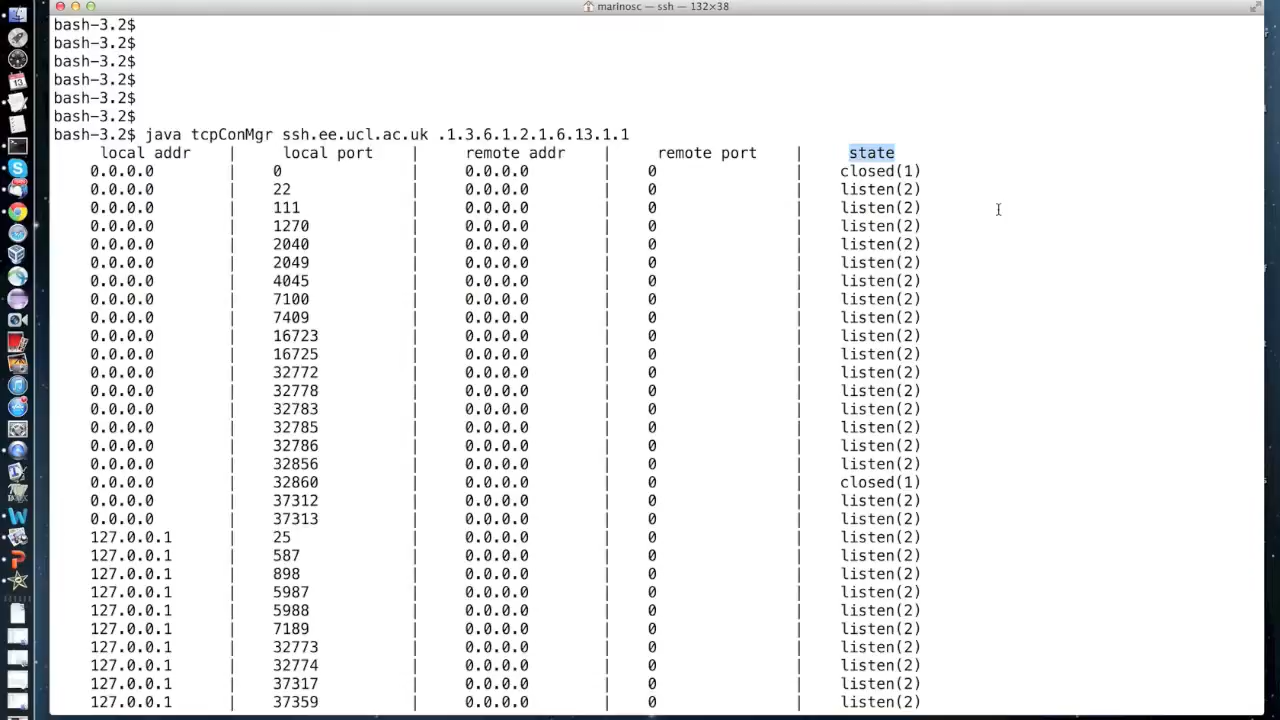 marinosc — ssh — 132×38
bash-3.2$
bash-3.2$
bash-3.2$
bash-3.2$
bash-3.2$
bash-3.2$
bash-3.2$ java tcpConMgr ssh.ee.ucl.ac.uk .1.3.6.1.2.1.6.13.1.1
local addr | local port | remote addr | remote port | state
0.0.0.0 | 0 | 0.0.0.0 | 0 | closed(1)
0.0.0.0 | 22 | 0.0.0.0 | 0 | listen(2)
0.0.0.0 | 111 | 0.0.0.0 | 0 | listen(2)
0.0.0.0 | 1270 | 0.0.0.0 | 0 | listen(2)
0.0.0.0 | 2040 | 0.0.0.0 | 0 | listen(2)
0.0.0.0 | 2049 | 0.0.0.0 | 0 | listen(2)
0.0.0.0 | 4045 | 0.0.0.0 | 0 | listen(2)
0.0.0.0 | 7100 | 0.0.0.0 | 0 | listen(2)
0.0.0.0 | 7409 | 0.0.0.0 | 0 | listen(2)
0.0.0.0 | 16723 | 0.0.0.0 | 0 | listen(2)
0.0.0.0 | 16725 | 0.0.0.0 | 0 | listen(2)
0.0.0.0 | 32772 | 0.0.0.0 | 0 | listen(2)
0.0.0.0 | 32778 | 0.0.0.0 | 0 | listen(2)
0.0.0.0 | 32783 | 0.0.0.0 | 0 | listen(2)
0.0.0.0 | 32785 | 0.0.0.0 | 0 | listen(2)
0.0.0.0 | 32786 | 0.0.0.0 | 0 | listen(2)
0.0.0.0 | 32856 | 0.0.0.0 | 0 | listen(2)
0.0.0.0 | 32860 | 0.0.0.0 | 0 | closed(1)
0.0.0.0 | 37312 | 0.0.0.0 | 0 | listen(2)
0.0.0.0 | 37313 | 0.0.0.0 | 0 | listen(2)
127.0.0.1 | 25 | 0.0.0.0 | 0 | listen(2)
127.0.0.1 | 587 | 0.0.0.0 | 0 | listen(2)
127.0.0.1 | 898 | 0.0.0.0 | 0 | listen(2)
127.0.0.1 | 5987 | 0.0.0.0 | 0 | listen(2)
127.0.0.1 | 5988 | 0.0.0.0 | 0 | listen(2)
127.0.0.1 | 7189 | 0.0.0.0 | 0 | listen(2)
127.0.0.1 | 32773 | 0.0.0.0 | 0 | listen(2)
127.0.0.1 | 32774 | 0.0.0.0 | 0 | listen(2)
127.0.0.1 | 37317 | 0.0.0.0 | 0 | listen(2)
127.0.0.1 | 37359 | 0.0.0.0 | 0 | listen(2)